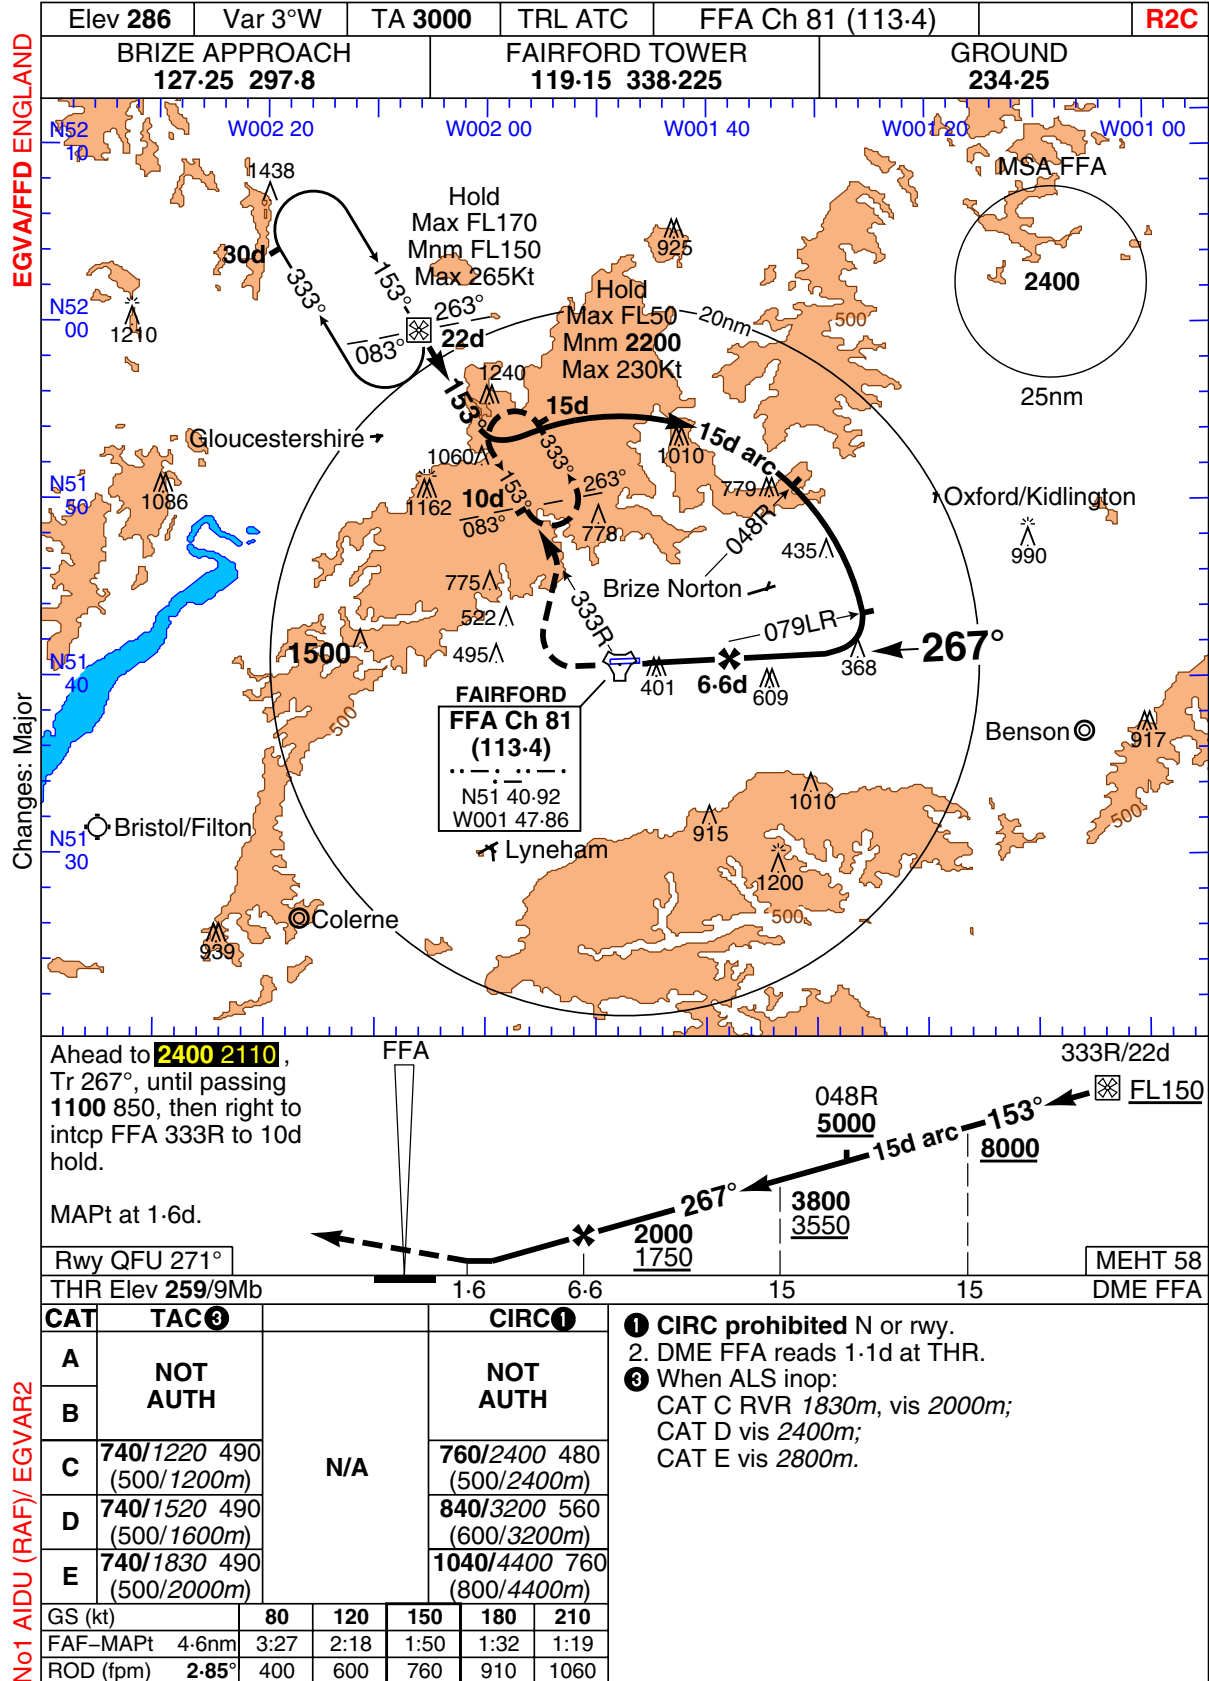 Elev 286 Var 3°W TA 3000 TRL ATC FFA Ch 81 (113·4) R2C
BRIZE APPROACH
127·25 297·8
FAIRFORD TOWER
119·15 338·225
GROUND
234·25
EGVA/FFD ENGLAND
Changes: Major
No1 AIDU (RAF)/ EGVAR2
N52
10
W002 20
W002 00
W001 40
W001 20
W001 00
1438
Hold
Max FL170
Mnm FL150
Max 265Kt
MSA FFA
2400
25nm
925
30d
333°
153°
1210
N52
00
263°
083°
22d
Hold
Max FL50
Mnm 2200
Max 230Kt
20nm
500
1240
153°
15d
Gloucestershire
15d arc
1010
1060
333°
153°
263°
1086
N51
50
1162
10d
083°
778
779
048R
Oxford/Kidlington
990
435
775
Brize Norton
522
333R
079LR
1500
495
267°
N51
40
401
6·6d
609
368
FAIRFORD
FFA Ch 81
(113·4)
N51 40·92
W001 47·86
500
Benson
917
1010
915
500
Bristol/Filton
N51
30
Lyneham
1200
500
Colerne
939
Ahead to 2400 2110 ,
Tr 267°, until passing
1100 850, then right to
intcp FFA 333R to 10d
hold.
MAPt at 1·6d.
FFA
333R/22d
FL150
048R
5000
153°
15d arc
8000
267°
3800
3550
2000
1750
Rwy QFU 271°
MEHT 58
THR Elev 259/9Mb 1·6 6·6 15 15 DME FFA
CAT TAC❸ CIRC❶
A
B
NOT
AUTH
N/A
NOT
AUTH
C 740/1220 490 760/2400 480
(500/1200m) (500/2400m)
D 740/1520 490 840/3200 560
(500/1600m) (600/3200m)
E 740/1830 490 1040/4400 760
(500/2000m) (800/4400m)
GS (kt) 80 120 150 180 210
FAF–MAPt 4·6nm 3:27 2:18 1:50 1:32 1:19
ROD (fpm) 2·85° 400 600 760 910 1060
❶ CIRC prohibited N or rwy.
2. DME FFA reads 1·1d at THR.
❸ When ALS inop:
CAT C RVR 1830m, vis 2000m;
CAT D vis 2400m;
CAT E vis 2800m.